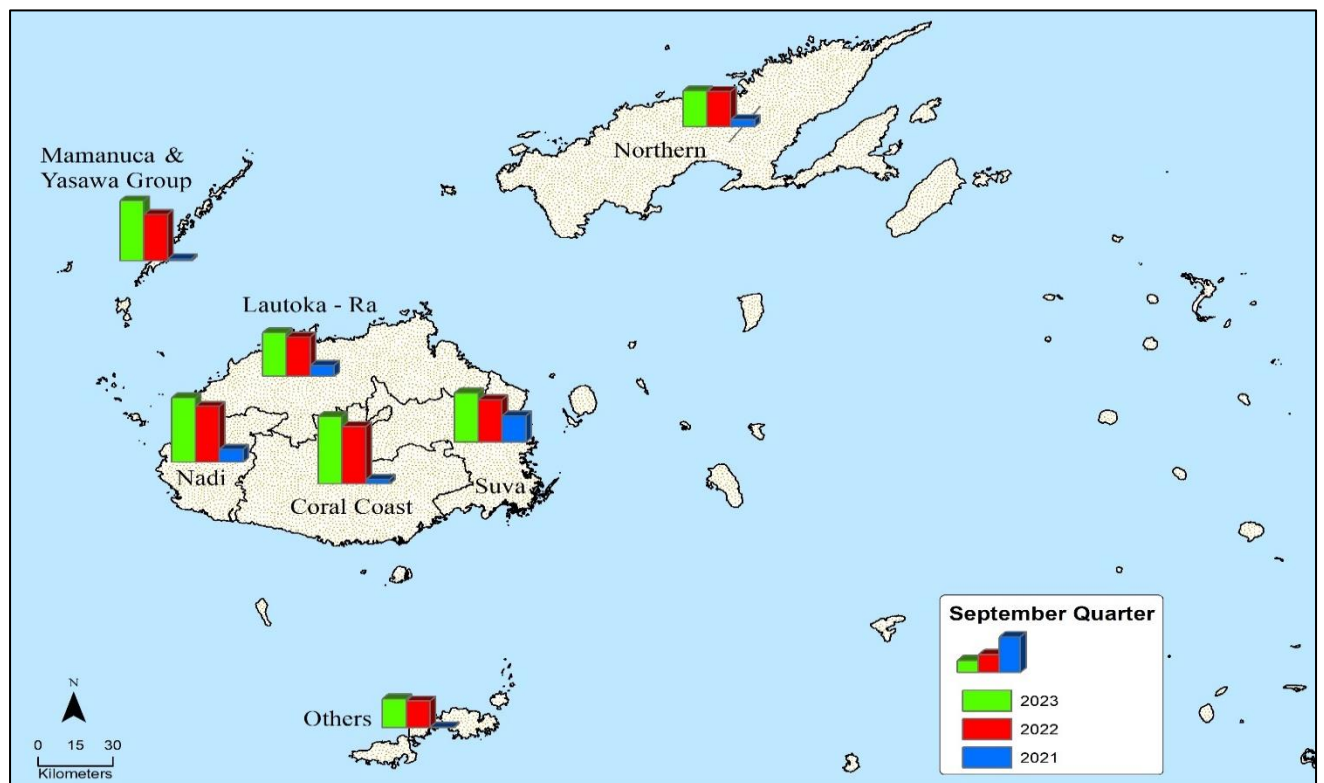 Northern
Mamanuca &
Yasawa Group
Lautoka - Ra
Nadi
Coral Coast
Suva
Others
N
0 15 30
Kilometers
September Quarter
2023
2022
2021